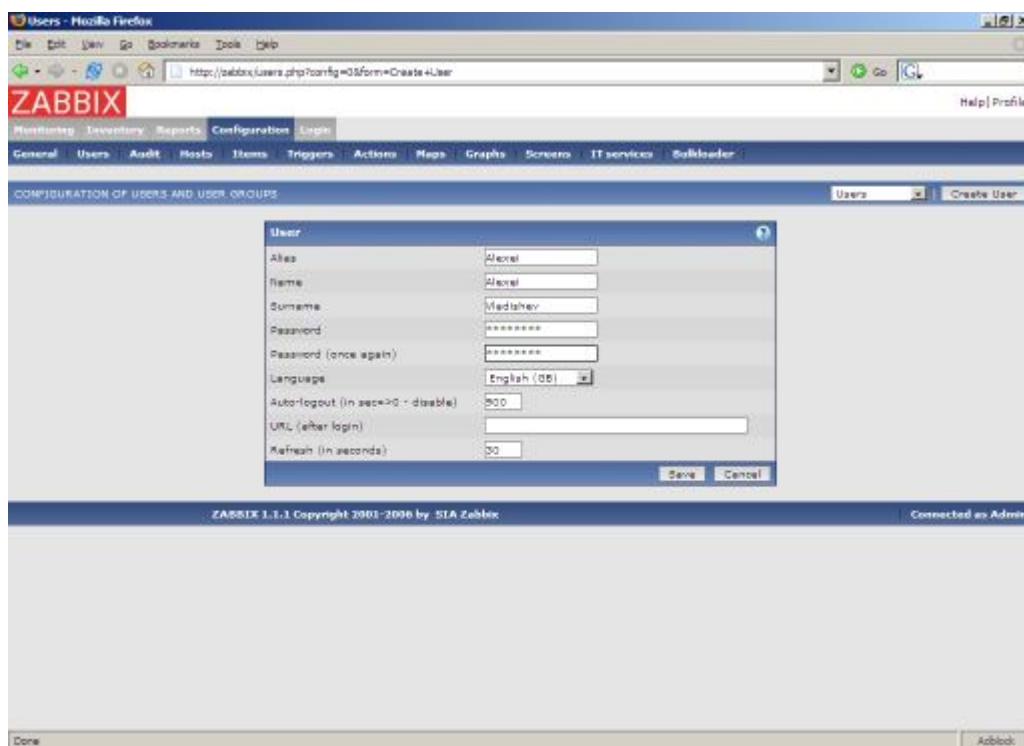 Users - Mozilla Firefox
File Edit View Go Bookmarks Tools Help
http://zabbix/users.php?config=0&form=Create+User Go G
ZABBIX
Help | Profile
Monitoring Inventory Reports Configuration Login
General Users Audit Hosts Items Triggers Actions Maps Graphs Screens IT services Bulkloader
CONFIGURATION OF USERS AND USER GROUPS Users Create User
User
Alias Alexei
Name Alexei
Surname Vladishev
Password ********
Password (once again) ********
Language English (GB)
Auto-logout (in sec=>0 - disable) 900
URL (after login)
Refresh (in seconds) 30
Save Cancel
ZABBIX 1.1.1 Copyright 2001-2006 by SIA Zabbix Connected as Admin
Done Adblock